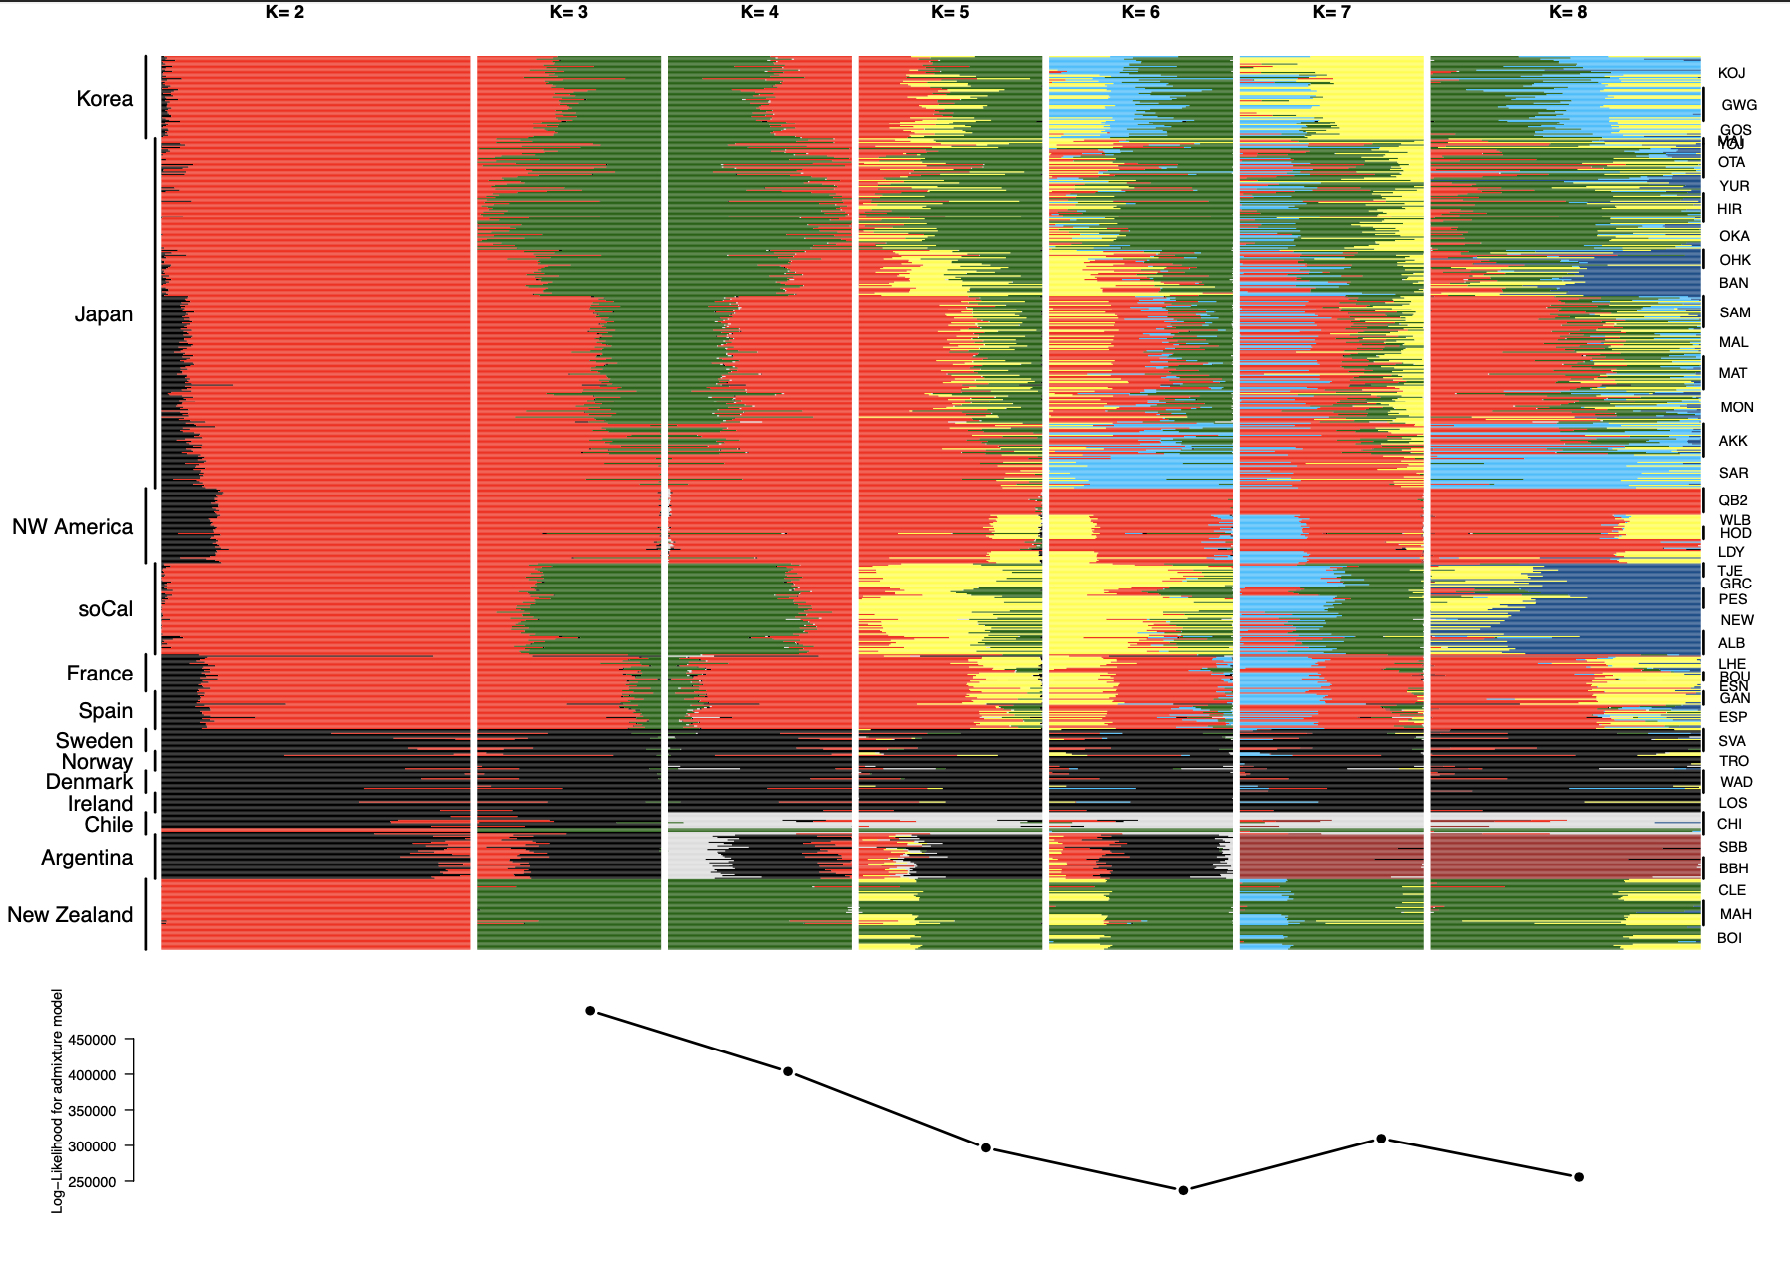 K= 2 K= 3 K= 4 K= 5 K= 6 K= 7 K= 8
Korea
Japan
NW America
soCal
France
Spain
Sweden
Norway
Denmark
Ireland
Chile
Argentina
New Zealand
KOJ
GWG
GOS
OTA
YUR
HIR
OKA
OHK
BAN
SAM
MAL
MAT
MON
AKK
SAR
QB2
WLB
HOD
LDY
TJE
GRC
PES
NEW
ALB
LHE
BOU
ESN
GAN
ESP
SVA
TRO
WAD
LOS
CHI
SBB
BBH
CLE
MAH
BOI
Log−Likelihood for admixture model
450000
400000
350000
300000
250000